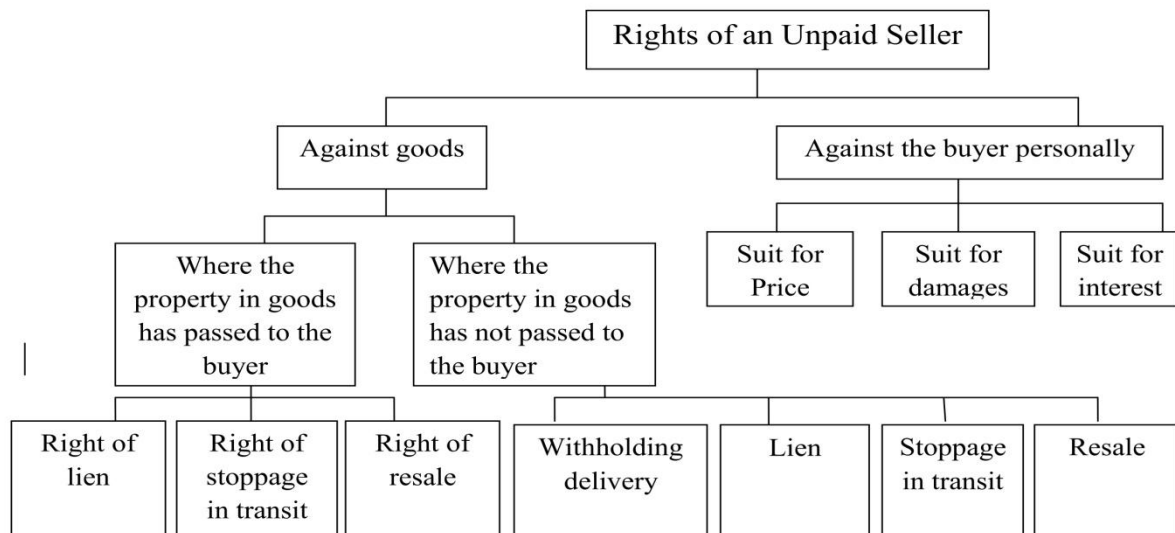 Rights of an Unpaid Seller
Against goods
Against the buyer personally
Where the
property in goods
has passed to the
buyer
Where the
property in goods
has not passed to
the buyer
Suit for
Price
Suit for
damages
Suit for
interest
Right of
lien
Right of
stoppage
in transit
Right of
resale
Withholding
delivery
Lien
Stoppage
in transit
Resale